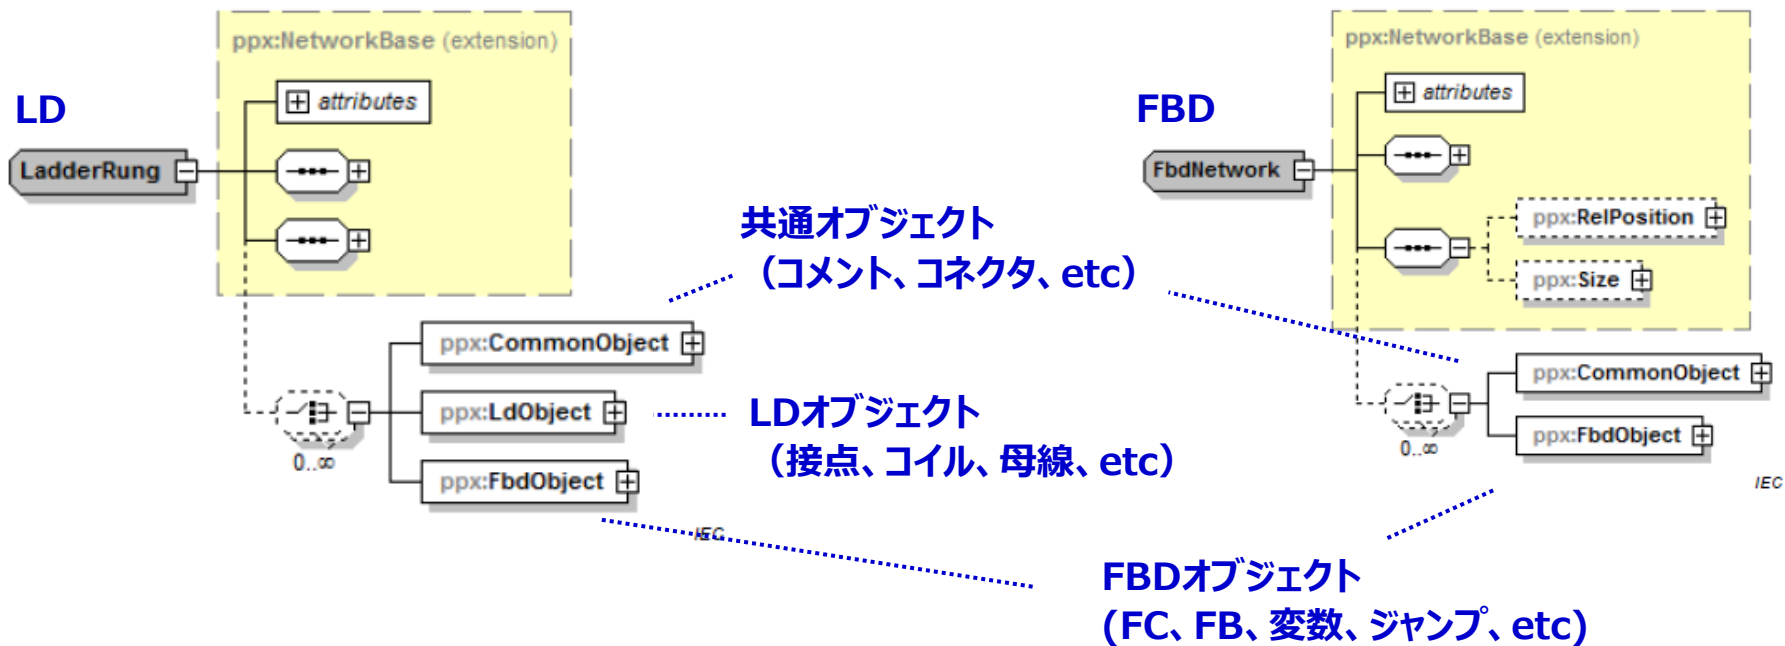 ppx:NetworkBase (extension)
attributes
LD
LadderRung
共通オブジェクト
（コメント、コネクタ、etc）
ppx:CommonObject
ppx:LdObject
ppx:FbdObject
0..∞
IEC
LDオブジェクト
（接点、コイル、母線、etc）
ppx:NetworkBase (extension)
attributes
FBD
FbdNetwork
ppx:RelPosition
ppx:Size
ppx:CommonObject
ppx:FbdObject
0..∞
IEC
FBDオブジェクト
(FC、FB、変数、ジャンプ、etc)